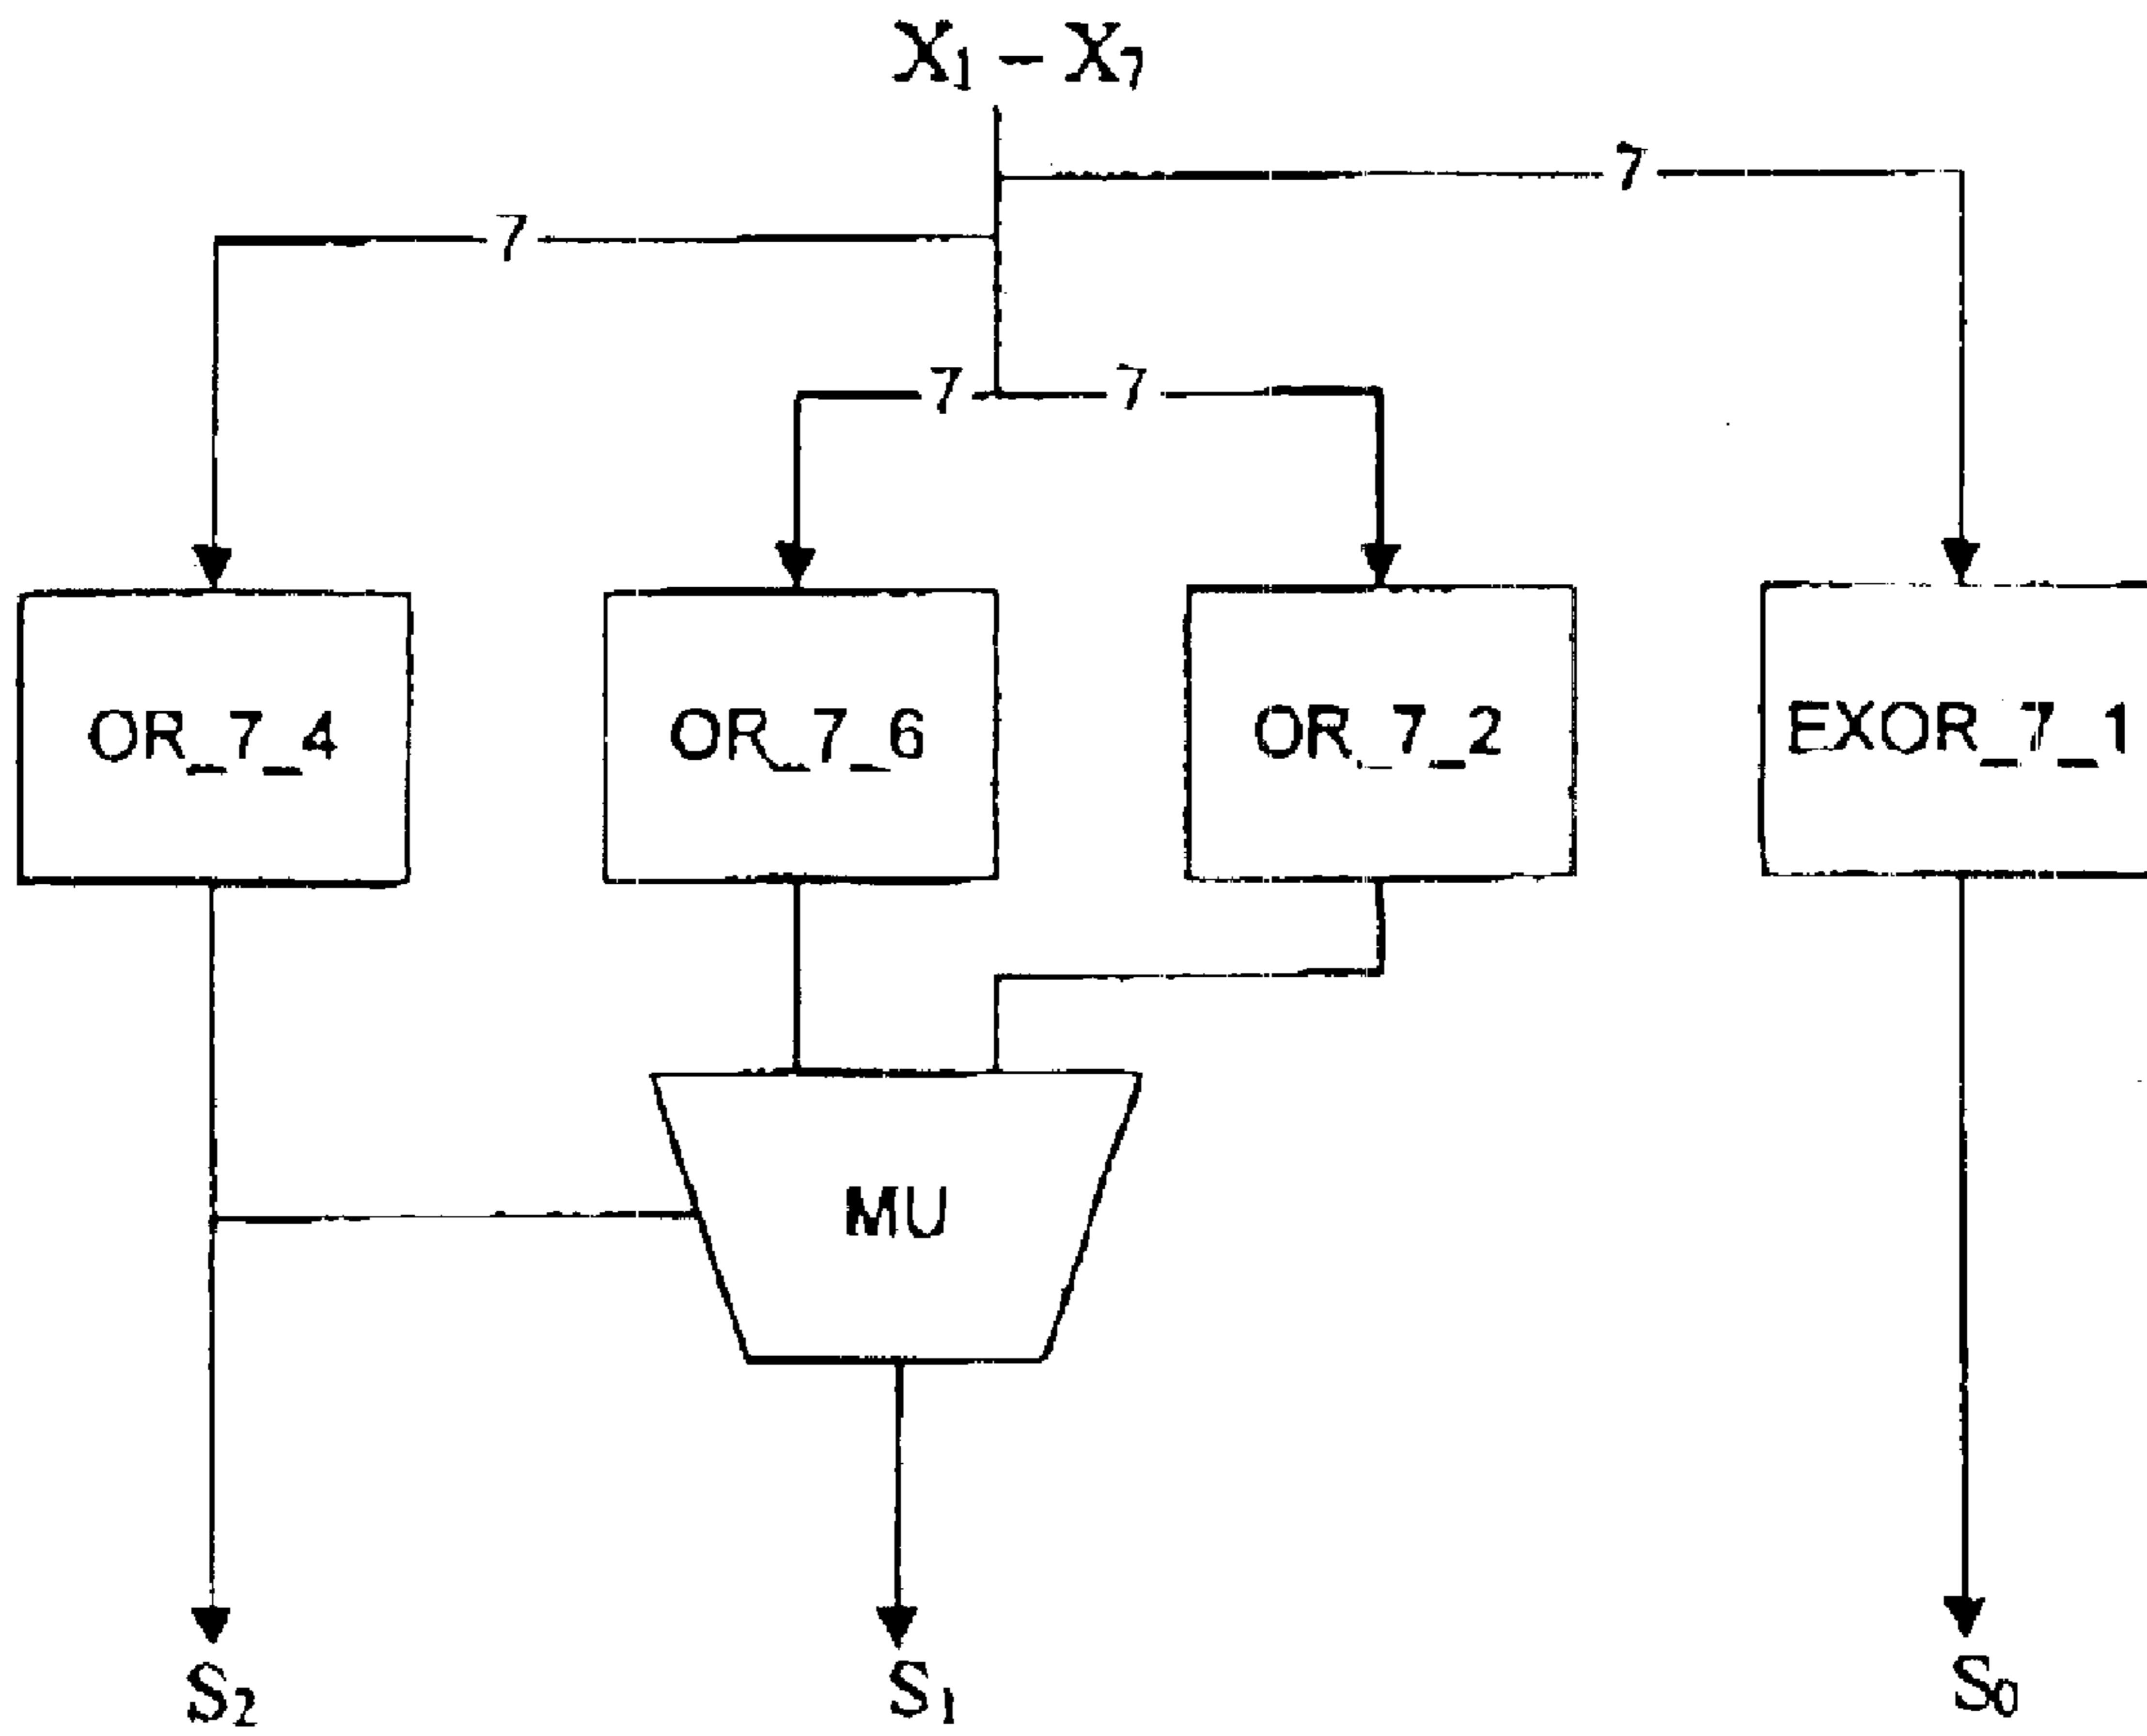 X₁ – X₇
7
7
7 7
OR_7_4 OR_7_6 OR_7_2 EXOR_7_1
MU
S₂ S₁ S₀